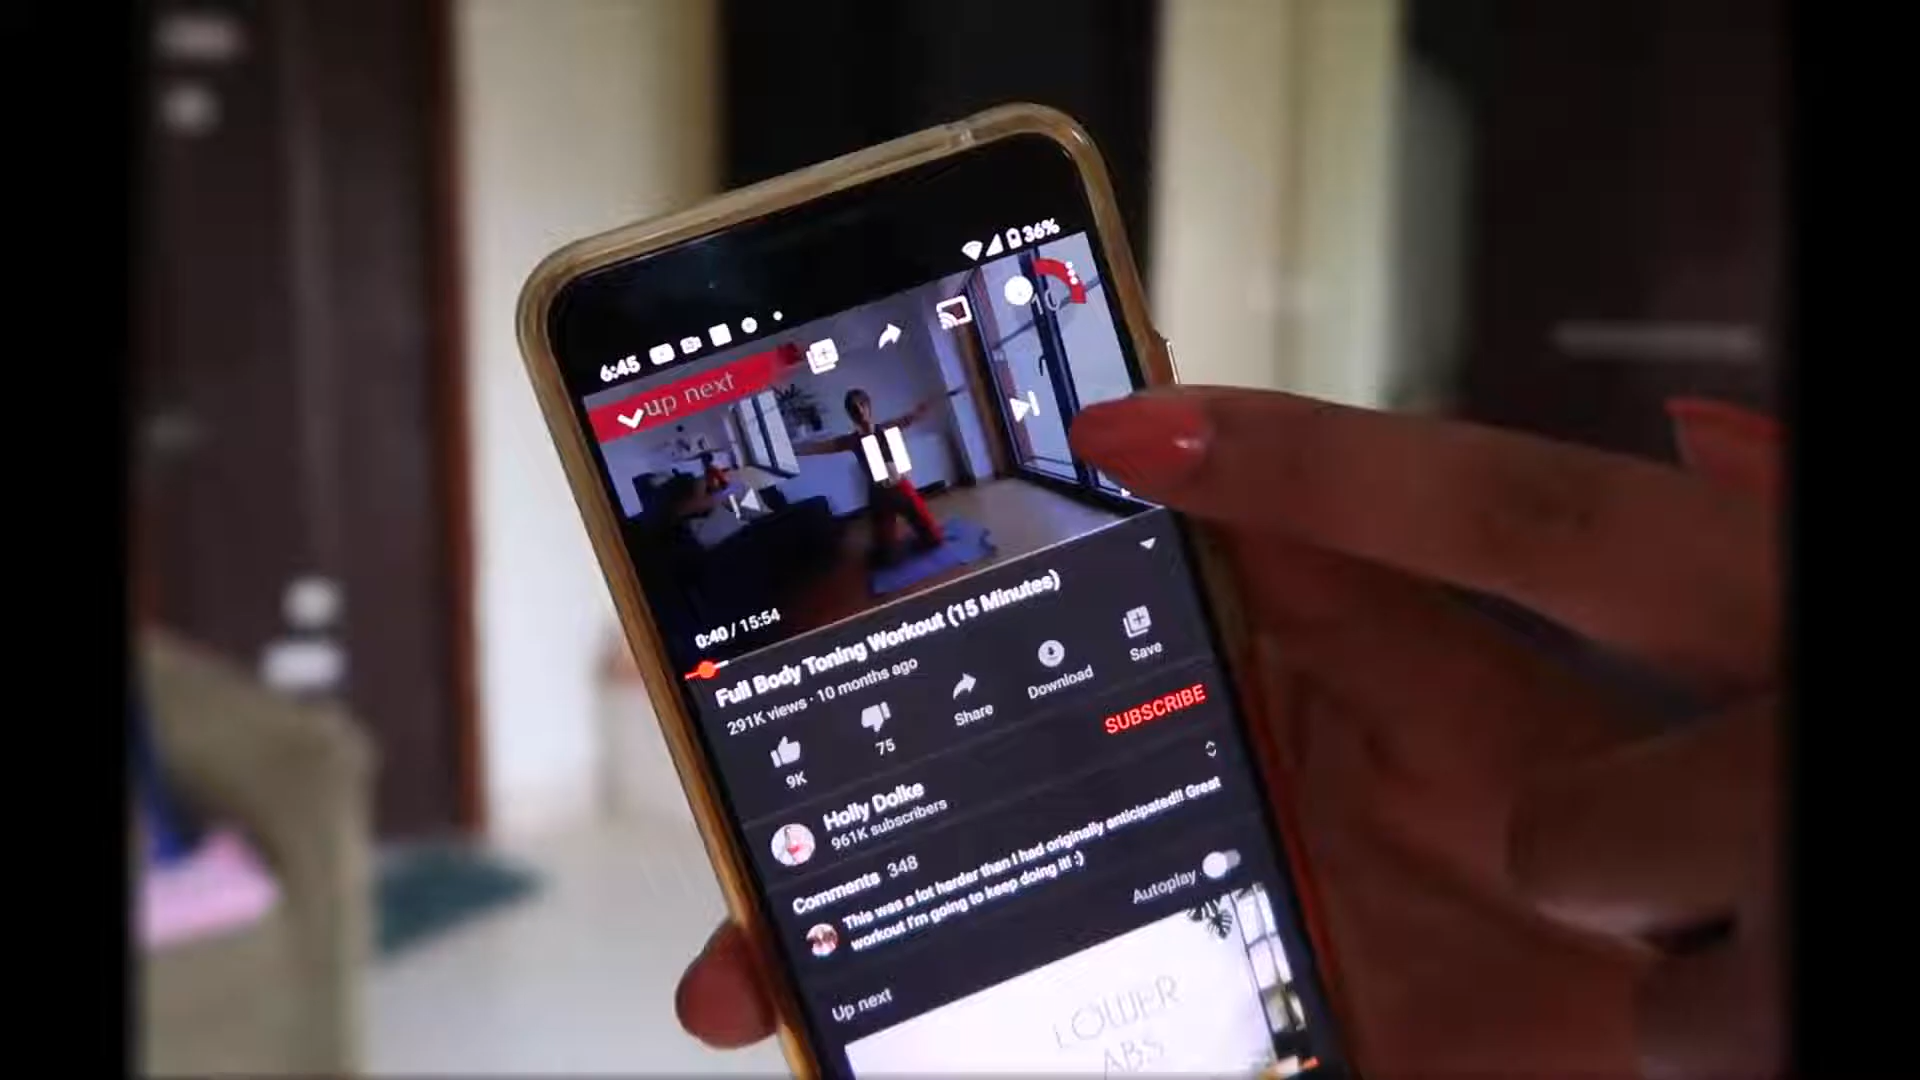 6:45
36%
up next
10
0:40 / 15:54
Full Body Toning Workout (15 Minutes)
291K views · 10 months ago
9K
75
Share
Download
Save
Holly Dolke
961K subscribers
SUBSCRIBE
Comments 348
This was a lot harder than I had originally anticipated!! Great
workout I'm going to keep doing it! :)
Up next
Autoplay
LOWER
ABS